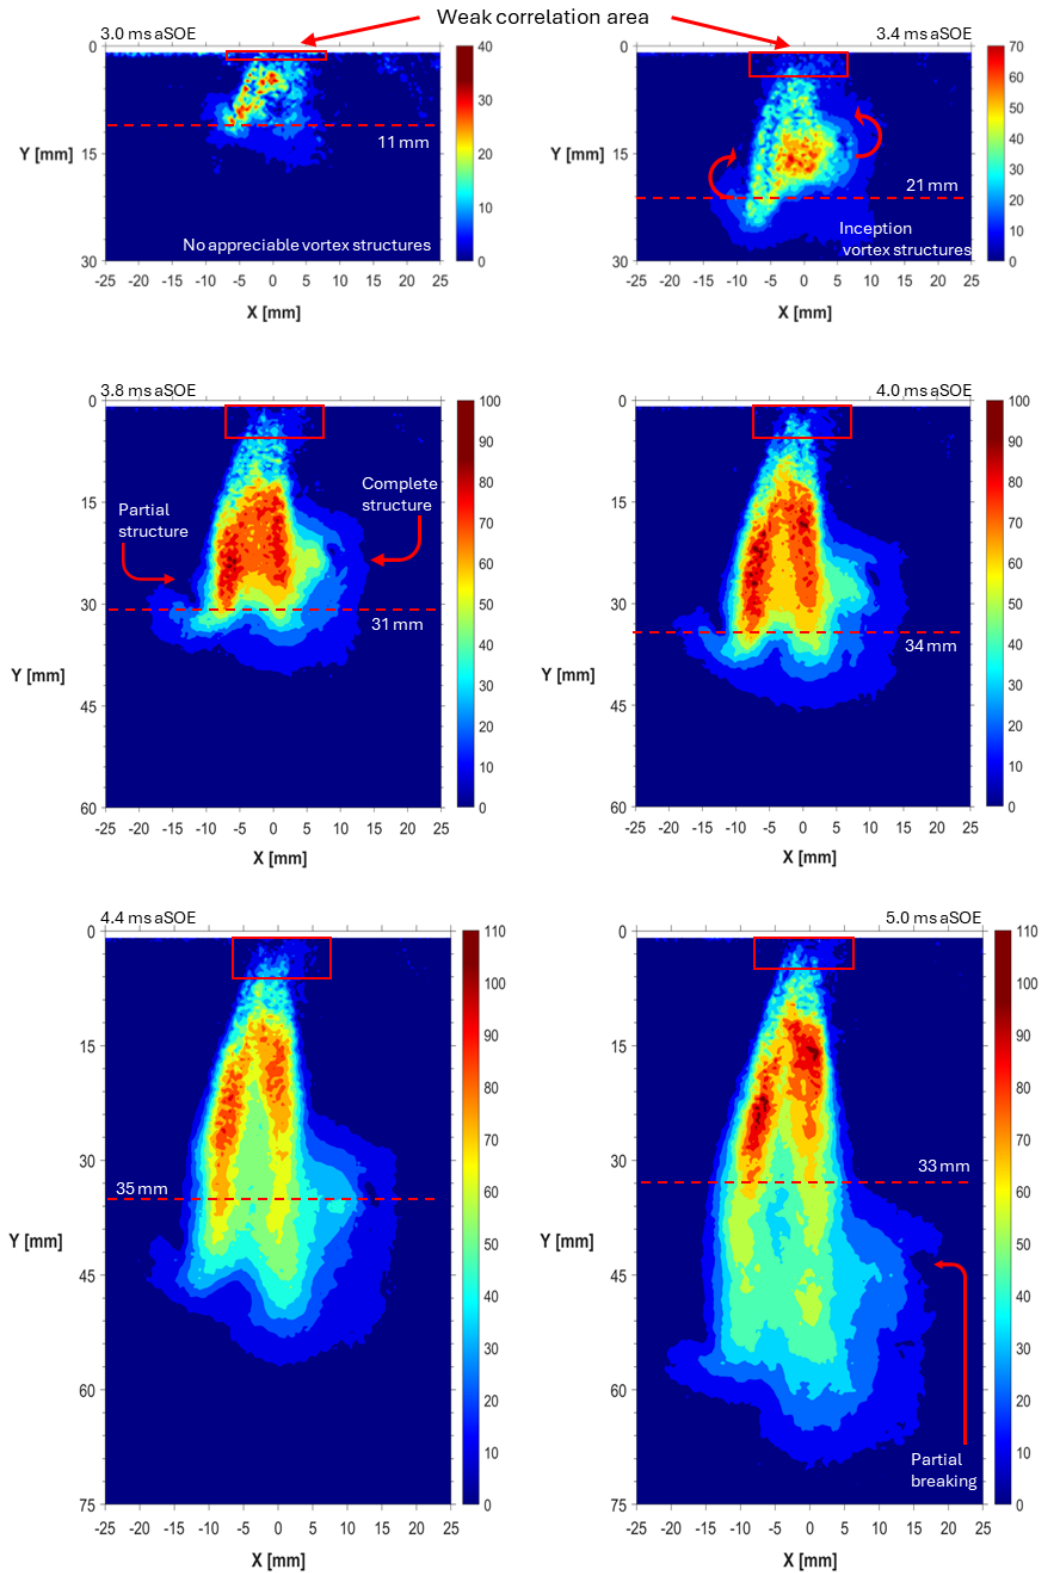 Weak correlation area
3.0 ms aSOE
3.4 ms aSOE
0
15
30
Y [mm]
11 mm
No appreciable vortex structures
-25 -20 -15 -10 -5 0 5 10 15 20 25
X [mm]
40
30
20
10
0
0
15
30
Y [mm]
21 mm
Inception
vortex structures
-25 -20 -15 -10 -5 0 5 10 15 20 25
X [mm]
70
60
50
40
30
20
10
0
3.8 ms aSOE
0
15
30
45
60
Y [mm]
Partial
structure
Complete
structure
31 mm
-25 -20 -15 -10 -5 0 5 10 15 20 25
X [mm]
100
90
80
70
60
50
40
30
20
10
0
4.0 ms aSOE
0
15
30
45
60
Y [mm]
34 mm
-25 -20 -15 -10 -5 0 5 10 15 20 25
X [mm]
100
90
80
70
60
50
40
30
20
10
0
4.4 ms aSOE
0
15
30
45
60
75
Y [mm]
35 mm
-25 -20 -15 -10 -5 0 5 10 15 20 25
X [mm]
110
100
90
80
70
60
50
40
30
20
10
0
5.0 ms aSOE
0
15
30
45
60
75
Y [mm]
33 mm
Partial
breaking
-25 -20 -15 -10 -5 0 5 10 15 20 25
X [mm]
110
100
90
80
70
60
50
40
30
20
10
0